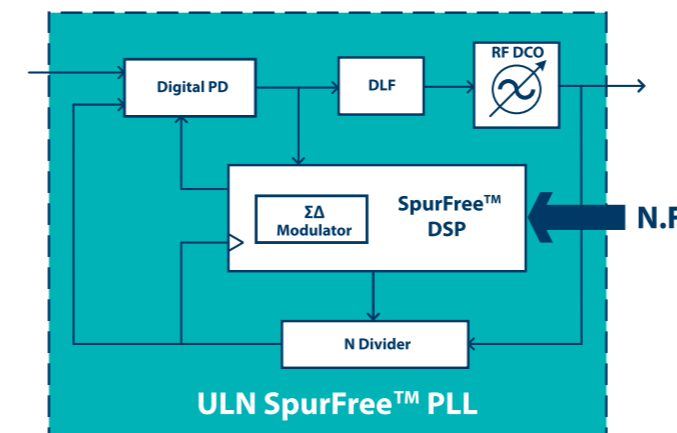 RF DCO
Digital PD
DLF
SpurFree™
DSP
ΣΔ
Modulator
N.F
N Divider
ULN SpurFree™ PLL